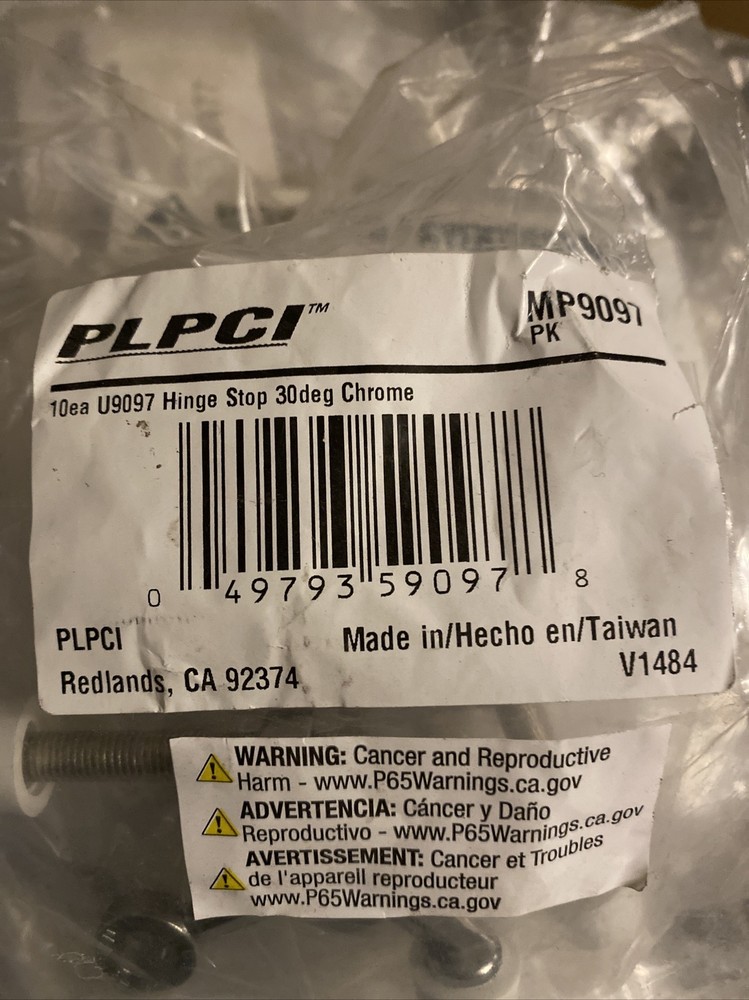 PLPCI™
MP9097
PK
10ea U9097 Hinge Stop 30deg Chrome
0 49793 59097 8
PLPCI
Made in/Hecho en/Taiwan
Redlands, CA 92374
V1484
WARNING: Cancer and Reproductive
Harm - www.P65Warnings.ca.gov
ADVERTENCIA: Cáncer y Daño
Reproductivo - www.P65Warnings.ca.gov
AVERTISSEMENT: Cancer et Troubles
de l'appareil reproducteur
www.P65Warnings.ca.gov